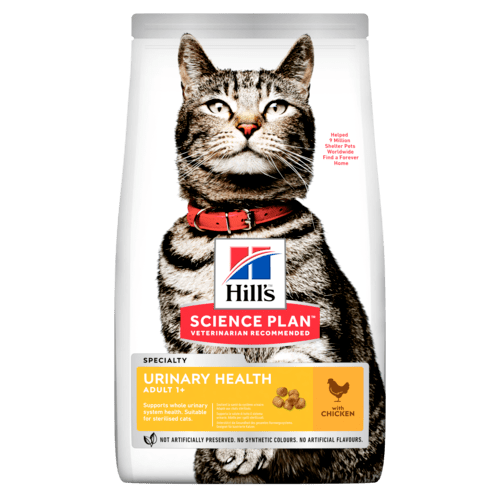 Helped
9 Million
Shelter Pets
Worldwide
Find a Forever
Home
Hill's
SCIENCE PLAN™
VETERINARIAN RECOMMENDED
SPECIALTY
URINARY HEALTH
ADULT 1+
Supports whole urinary
system health. Suitable
for sterilised cats.
with
CHICKEN
NOT ARTIFICIALLY PRESERVED. NO SYNTHETIC COLOURS. NO ARTIFICIAL FLAVOURS.